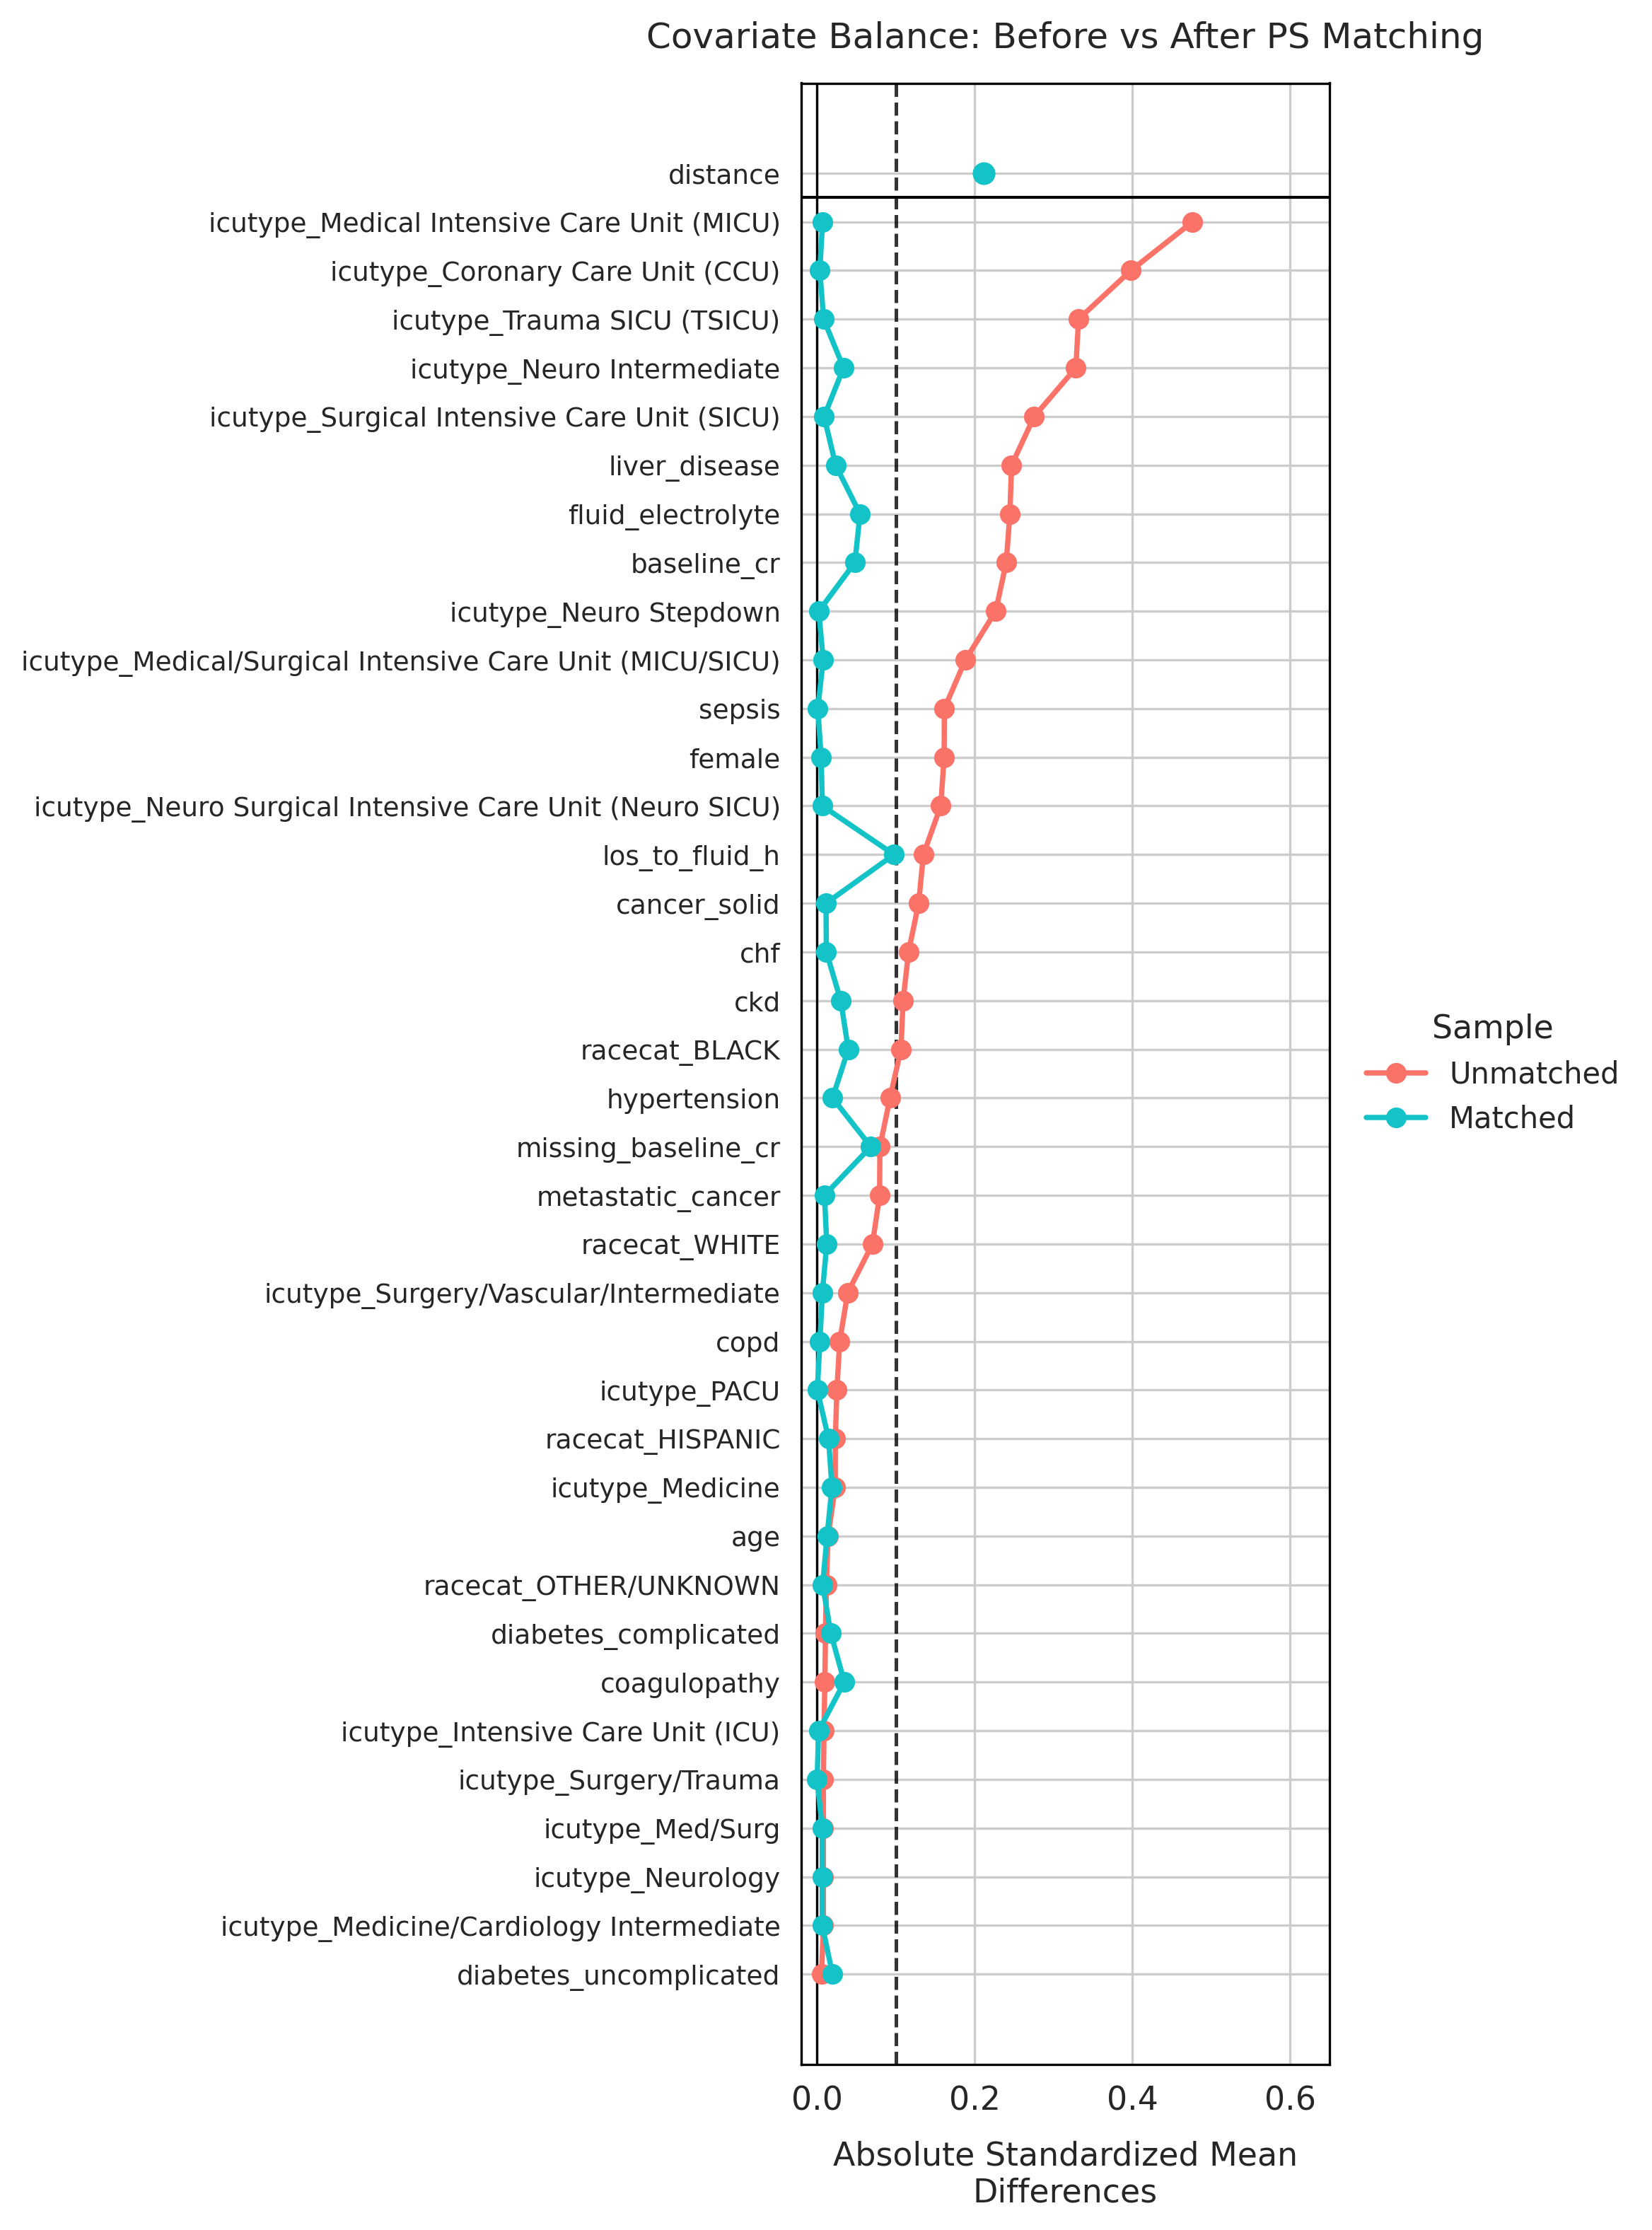 Covariate Balance: Before vs After PS Matching
distance
icutype_Medical Intensive Care Unit (MICU)
icutype_Coronary Care Unit (CCU)
icutype_Trauma SICU (TSICU)
icutype_Neuro Intermediate
icutype_Surgical Intensive Care Unit (SICU)
liver_disease
fluid_electrolyte
baseline_cr
icutype_Neuro Stepdown
icutype_Medical/Surgical Intensive Care Unit (MICU/SICU)
sepsis
female
icutype_Neuro Surgical Intensive Care Unit (Neuro SICU)
los_to_fluid_h
cancer_solid
chf
ckd
racecat_BLACK
hypertension
missing_baseline_cr
metastatic_cancer
racecat_WHITE
icutype_Surgery/Vascular/Intermediate
copd
icutype_PACU
racecat_HISPANIC
icutype_Medicine
age
racecat_OTHER/UNKNOWN
diabetes_complicated
coagulopathy
icutype_Intensive Care Unit (ICU)
icutype_Surgery/Trauma
icutype_Med/Surg
icutype_Neurology
icutype_Medicine/Cardiology Intermediate
diabetes_uncomplicated
0.0 0.2 0.4 0.6
Absolute Standardized Mean
Differences
Sample
Unmatched
Matched